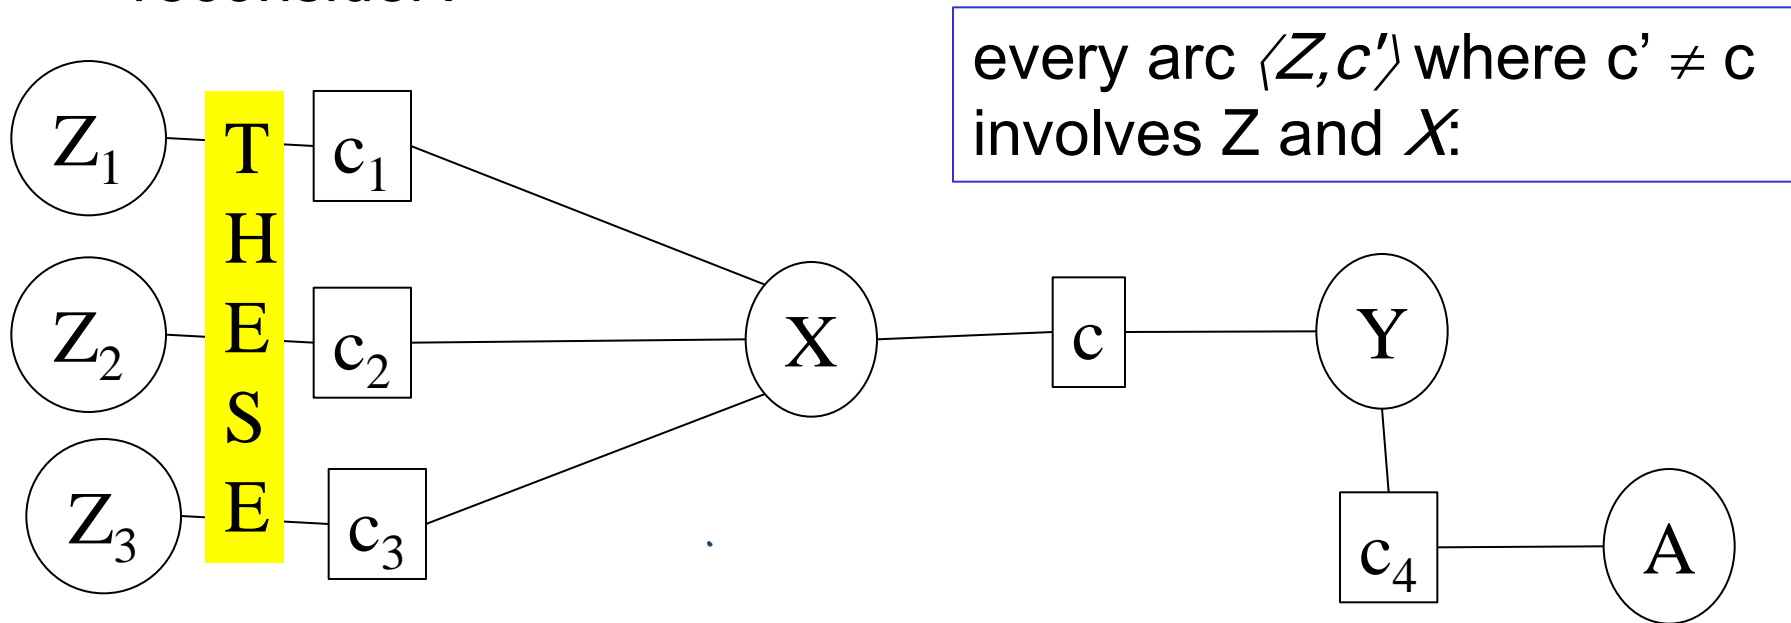 every arc ⟨Z,c'⟩ where c’ ≠ c
involves Z and X:
Z₁
T
H
E
S
E
c₁
Z₂
c₂
X
c
Y
Z₃
c₃
c₄
A